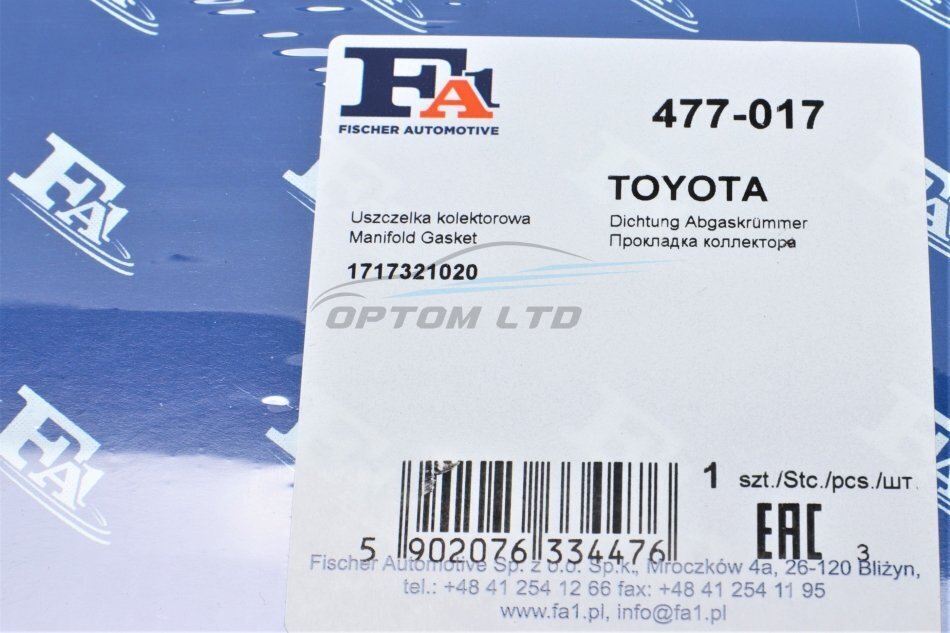 FA1
FISCHER AUTOMOTIVE
477-017
TOYOTA
Uszczelka kolektorowa
Manifold Gasket
Dichtung Abgaskrümmer
Прокладка коллектора
1717321020
OPTOM LTD
1 szt./Stc./pcs./шт.
EAC
3
5 902076 334476
Fischer Automotive Sp. z o.o. Sp.k., Mroczków 4a, 26-120 Bliżyn,
tel.: +48 41 254 12 66 fax: +48 41 254 11 95
www.fa1.pl, info@fa1.pl
FA1
FA1